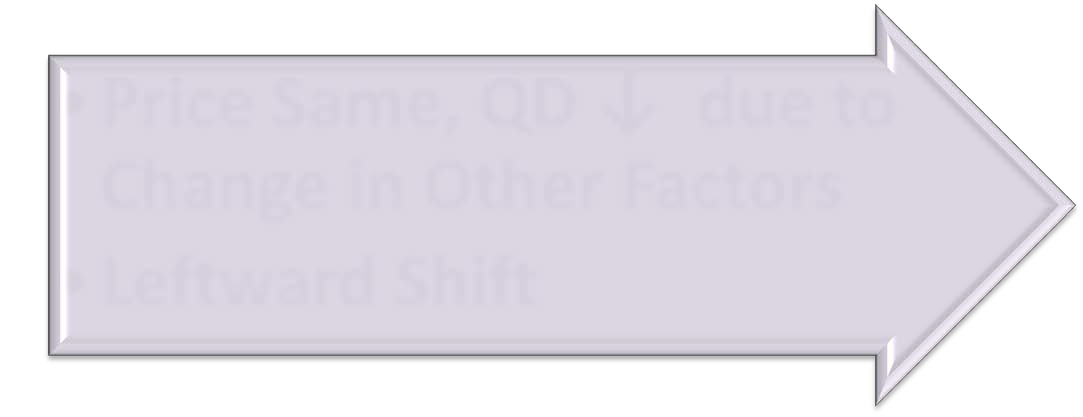 • Price Same, QD ↓ due to
Change in Other Factors
• Leftward Shift